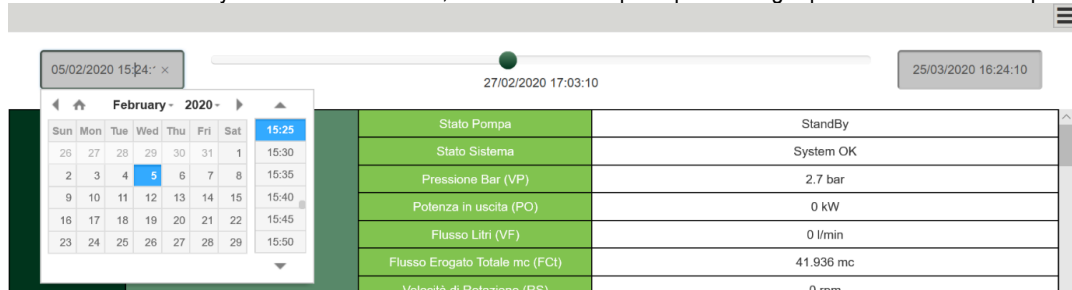 05/02/2020 15:24:
27/02/2020 17:03:10
25/03/2020 16:24:10
February 2020
Sun Mon Tue Wed Thu Fri Sat
26 27 28 29 30 31 1
2 3 4 5 6 7 8
9 10 11 12 13 14 15
16 17 18 19 20 21 22
23 24 25 26 27 28 29
15:25
15:30
15:35
15:40
15:45
15:50
Stato Pompa StandBy
Stato Sistema System OK
Pressione Bar (VP) 2.7 bar
Potenza in uscita (PO) 0 kW
Flusso Litri (VF) 0 l/min
Flusso Erogato Totale mc (FCt) 41.936 mc
Velocità di Rotazione (RS) 0 rpm